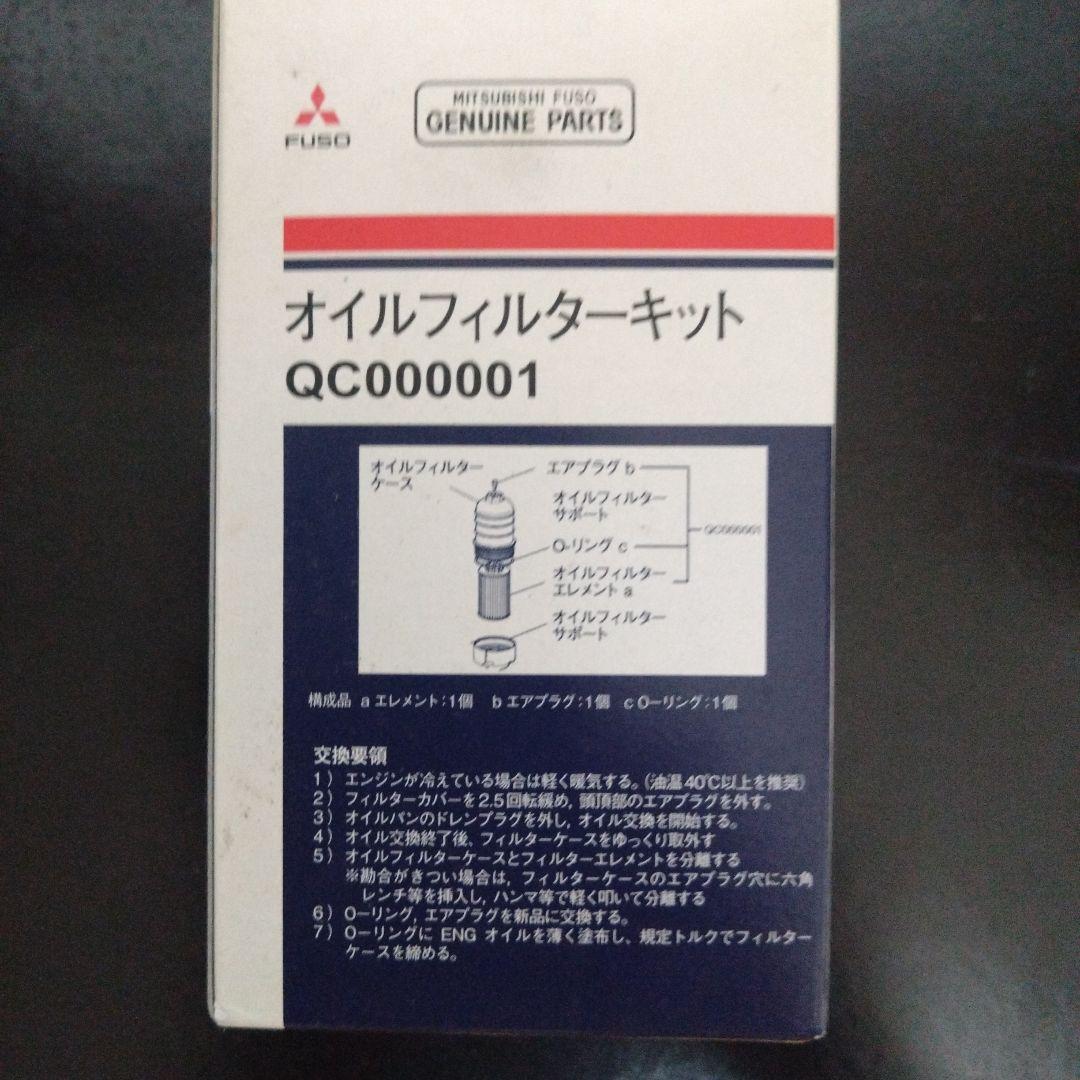 FUSO
MITSUBISHI FUSO
GENUINE PARTS
オイルフィルターキット
QC000001
オイルフィルター
ケース
エアプラグ b
オイルフィルター
サポート
O-リング c
オイルフィルター
エレメント a
オイルフィルター
サポート
QC000001
構成品 a エレメント:1個 b エアプラグ:1個 c O-リング:1個
交換要領
1) エンジンが冷えている場合は軽く暖気する。(油温40℃以上を推奨)
2) フィルターカバーを2.5回転緩め, 頭頂部のエアプラグを外す。
3) オイルパンのドレンプラグを外し, オイル交換を開始する。
4) オイル交換終了後、フィルターケースをゆっくり取外す
5) オイルフィルターケースとフィルターエレメントを分離する
※勘合がきつい場合は, フィルターケースのエアプラグ穴に六角
レンチ等を挿入し, ハンマ等で軽く叩いて分離する
6) O-リング, エアプラグを新品に交換する。
7) O-リングに ENG オイルを薄く塗布し、規定トルクでフィルター
ケースを締める。